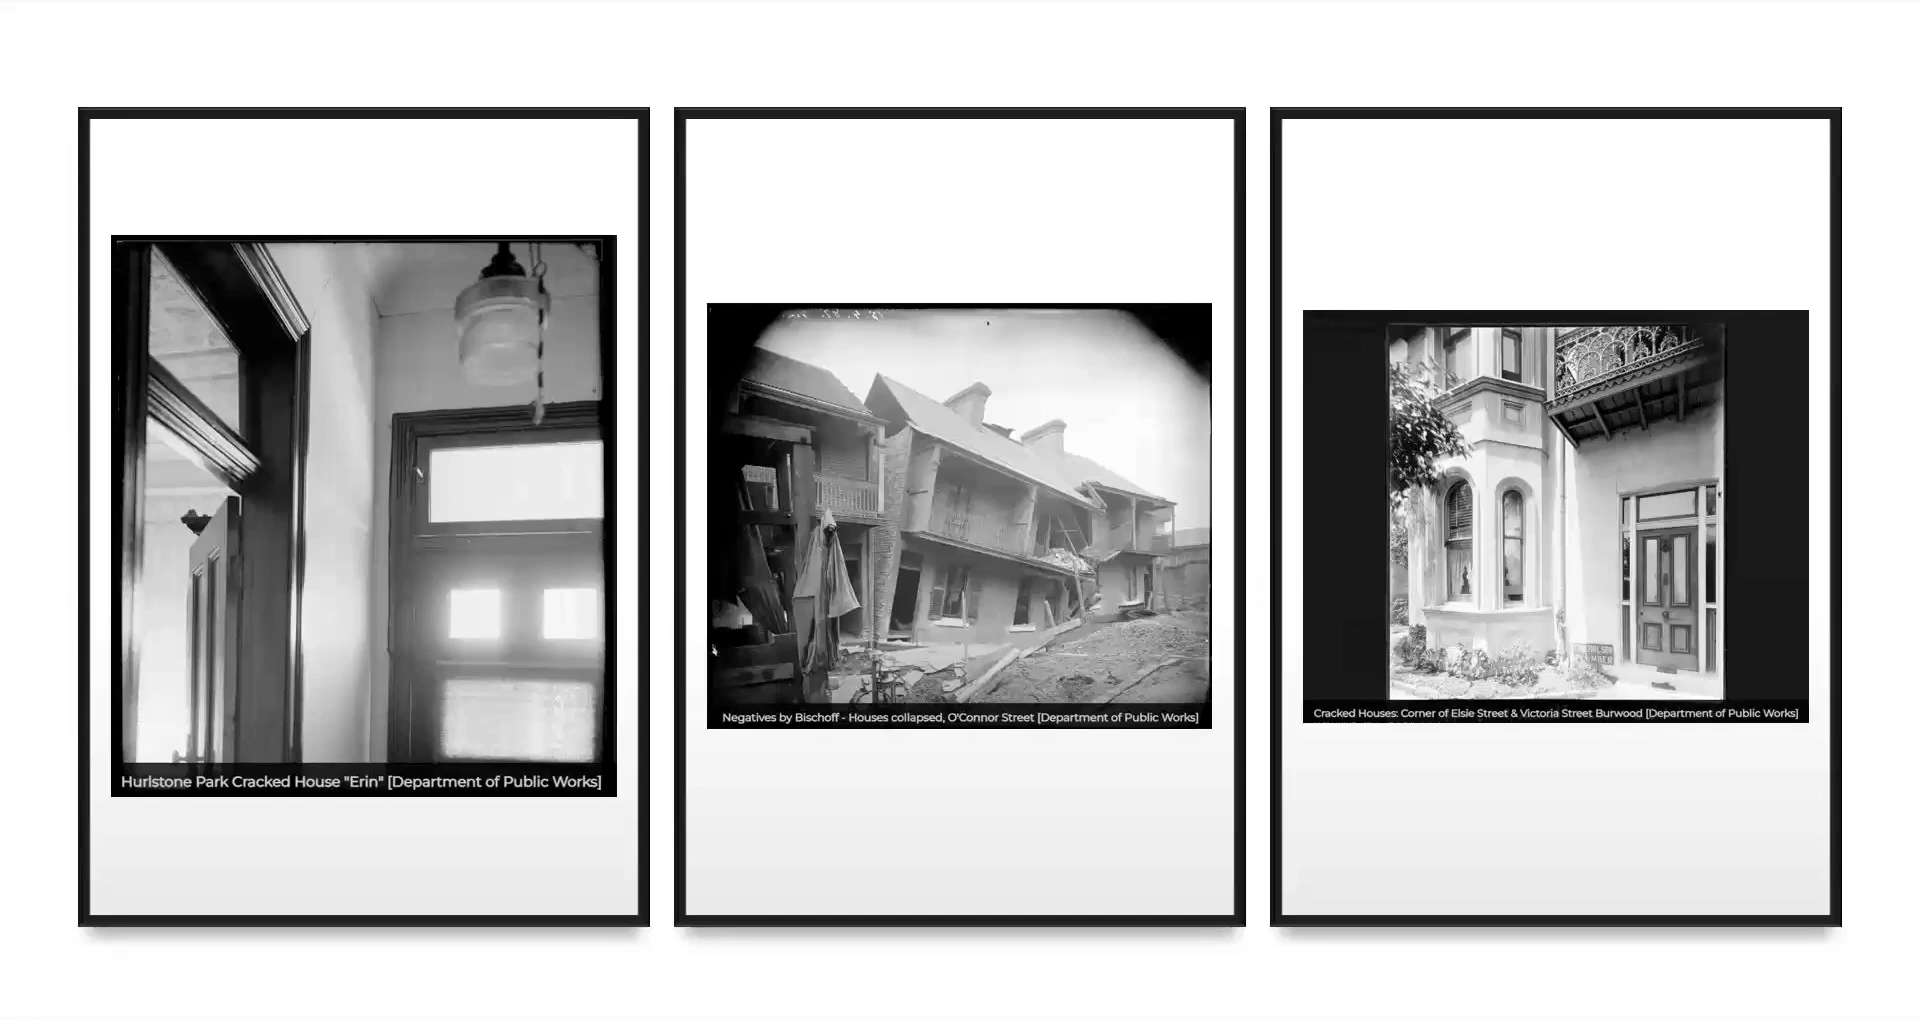 Hurlstone Park Cracked House "Erin" [Department of Public Works]
Negatives by Bischoff - Houses collapsed, O'Connor Street [Department of Public Works]
Cracked Houses: Corner of Elsie Street & Victoria Street Burwood [Department of Public Works]